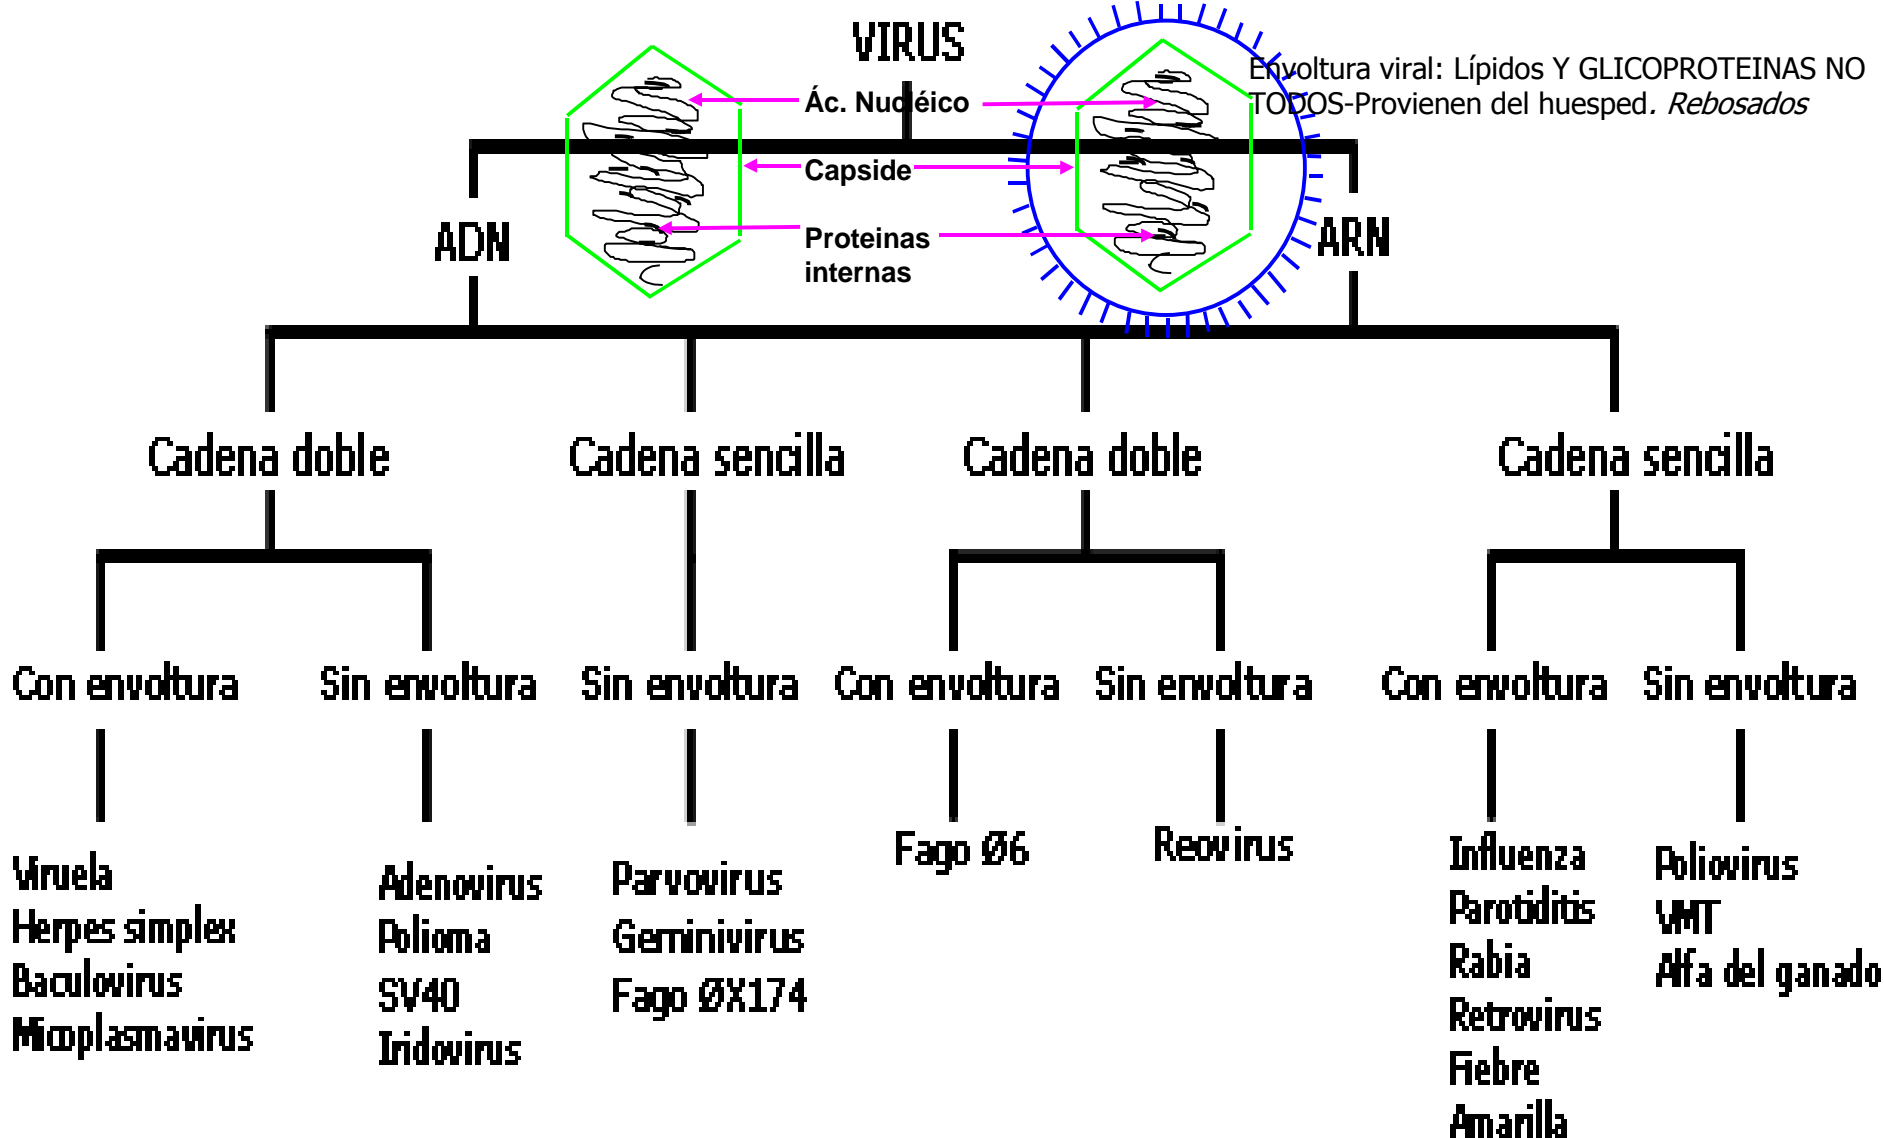 VIRUS
Envoltura viral: Lípidos Y GLICOPROTEINAS NO
TODOS-Provienen del huesped. Rebosados
Ác. Nucléico
Capside
Proteinas
internas
ADN
ARN
Cadena doble
Cadena sencilla
Cadena doble
Cadena sencilla
Con envoltura
Sin envoltura
Sin envoltura
Con envoltura
Sin envoltura
Con envoltura
Sin envoltura
Viruela
Herpes simplex
Baculovirus
Micoplasmavirus
Adenovirus
Polioma
SV40
Iridovirus
Parvovirus
Geminivirus
Fago ØX174
Fago Ø6
Reovirus
Influenza
Parotiditis
Rabia
Retrovirus
Fiebre
Amarilla
Poliovirus
VMT
Alfa del ganado